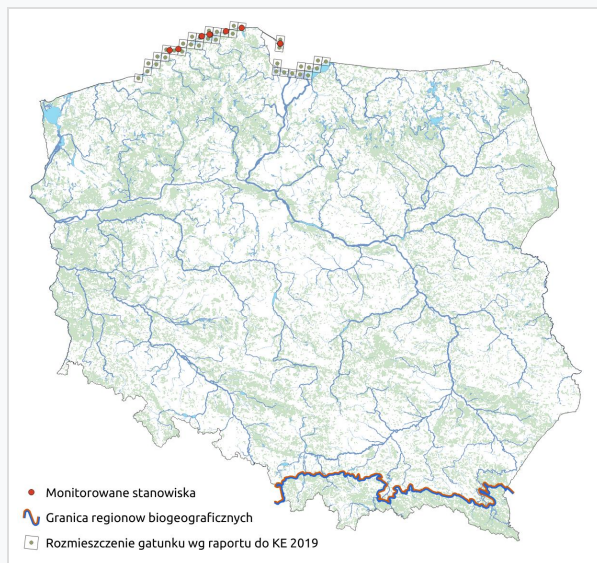 Monitorowane stanowiska
Granica regionow biogeograficznych
Rozmieszczenie gatunku wg raportu do KE 2019